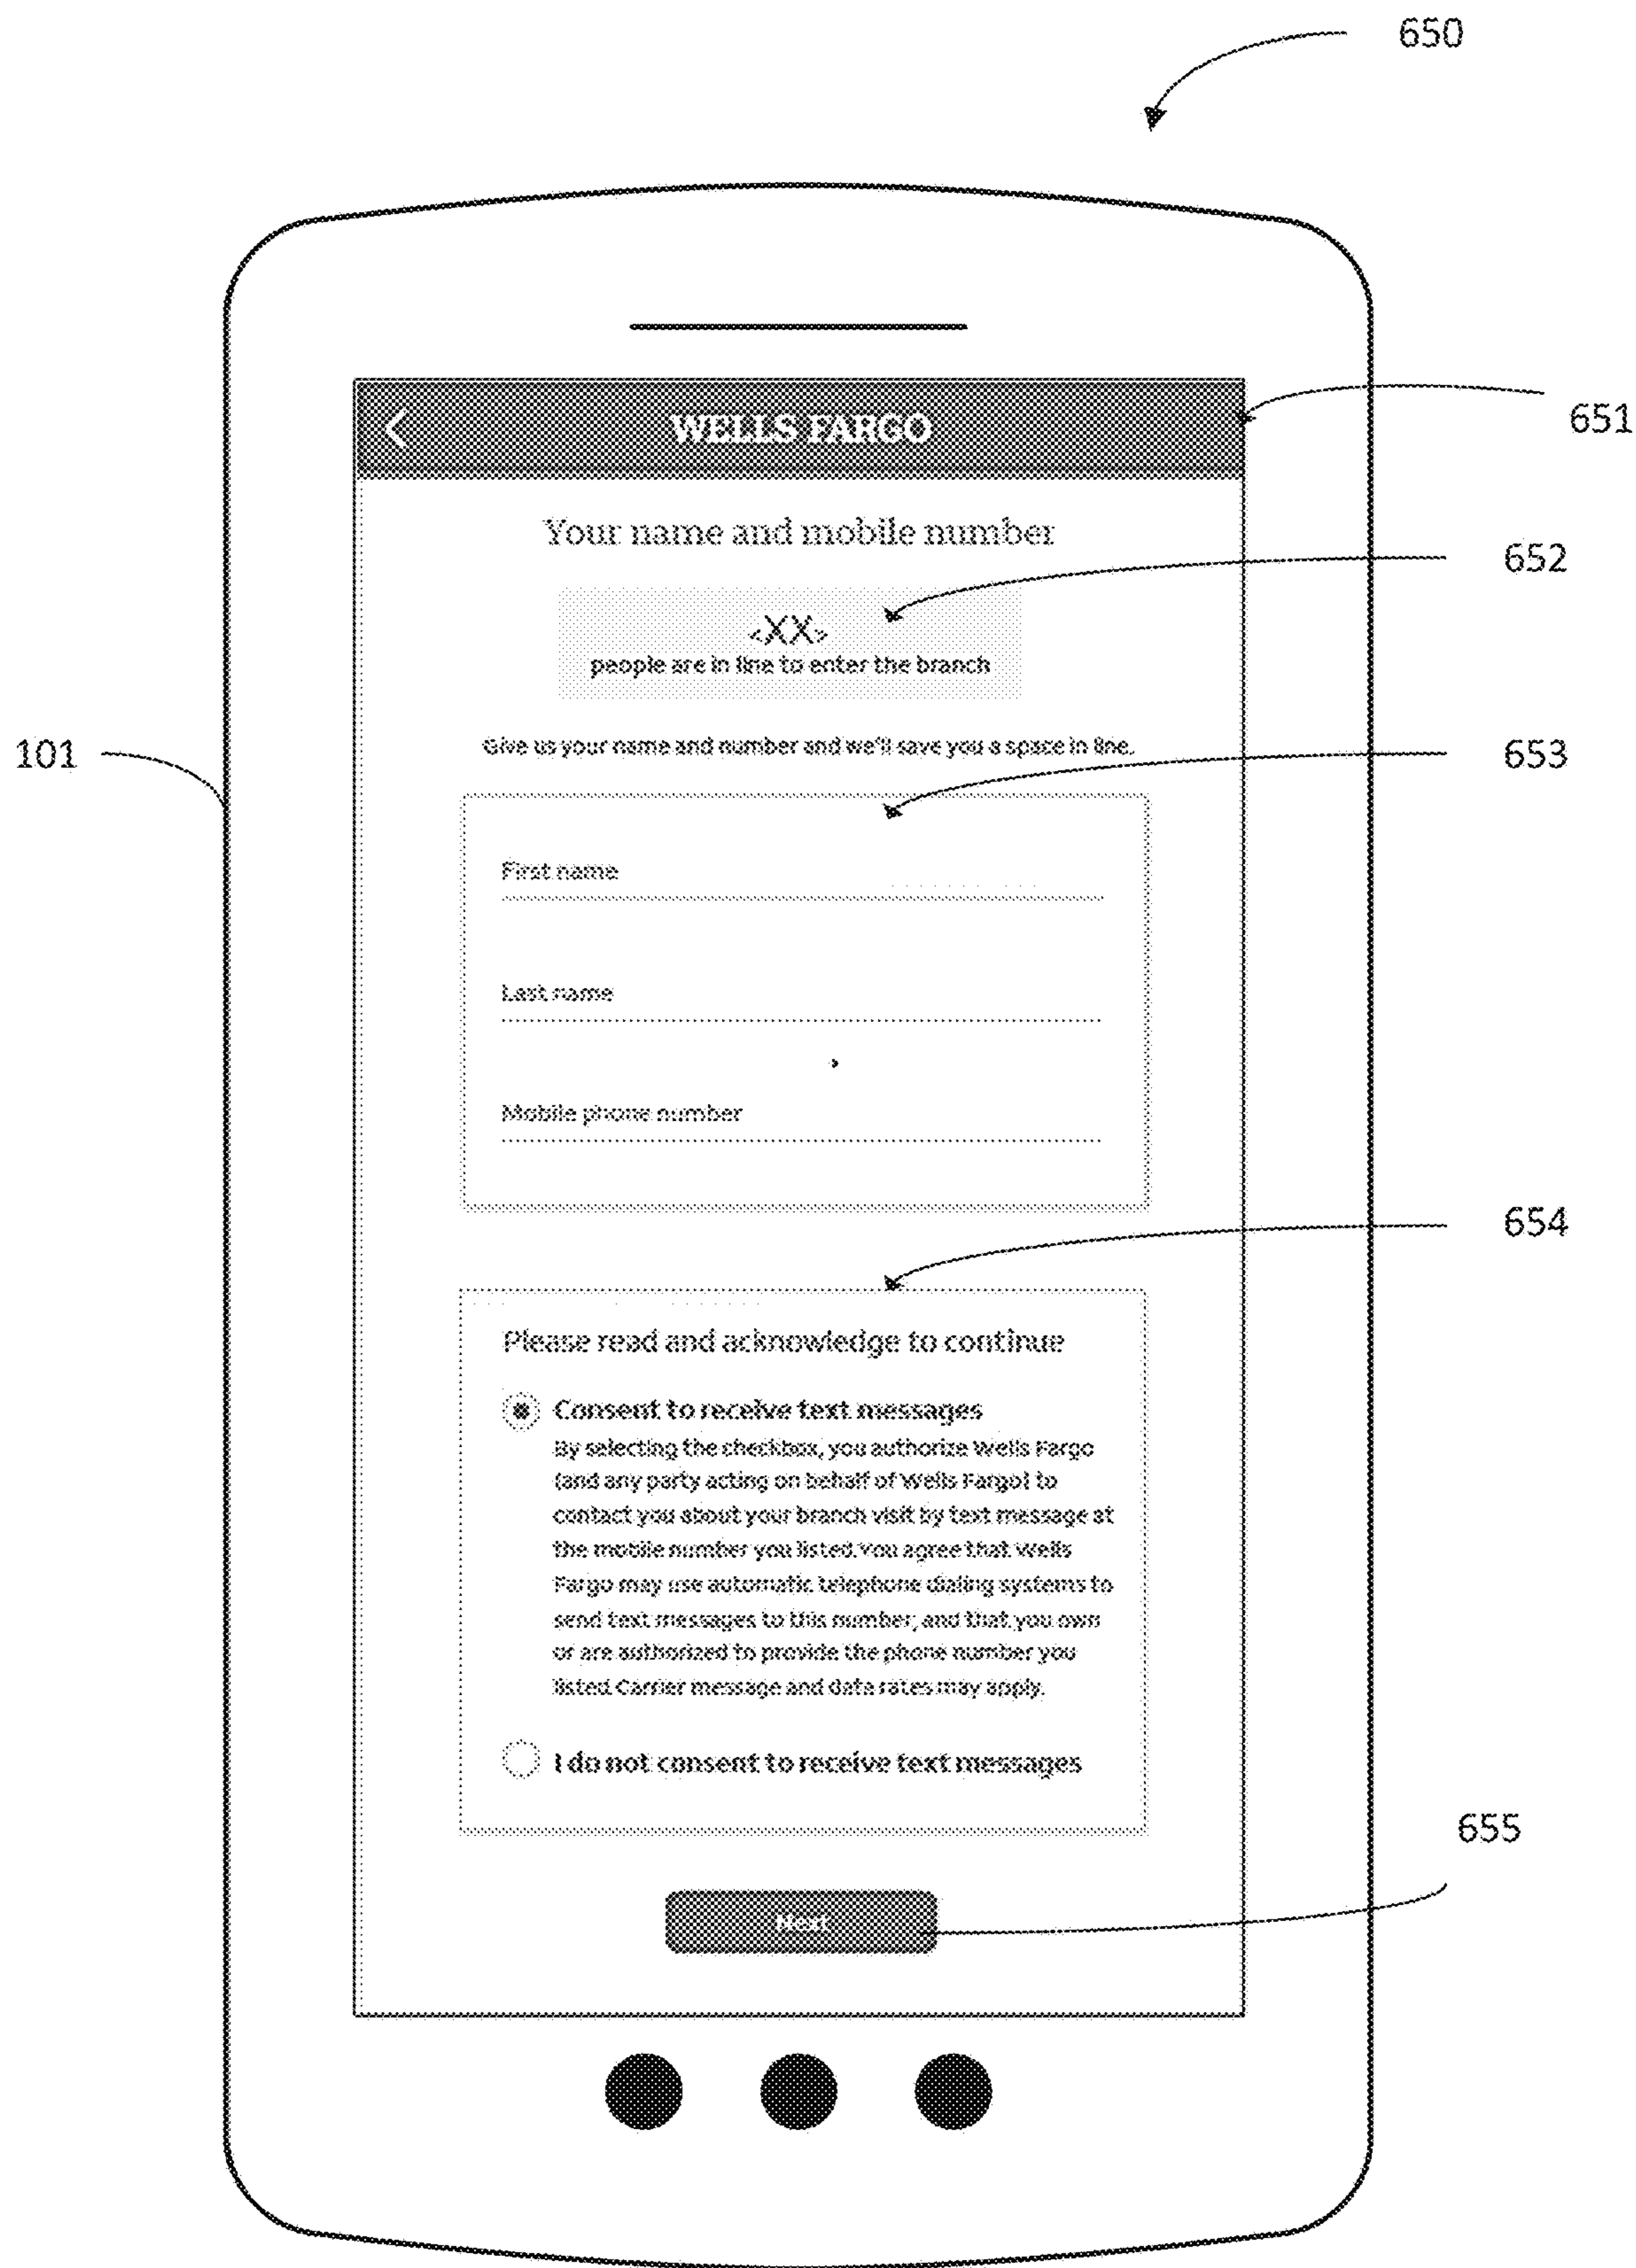 650
651
WELLS FARGO
Your name and mobile number
652
<XX>
people are in line to enter the branch
101
Give us your name and number and we'll save you a space in line.
653
First name
Last name
Mobile phone number
654
Please read and acknowledge to continue
Consent to receive text messages
By selecting the checkbox, you authorize Wells Fargo
(and any party acting on behalf of Wells Fargo) to
contact you about your branch visit by text message at
the mobile number you listed. You agree that Wells
Fargo may use automatic telephone dialing systems to
send text messages to this number, and that you own
or are authorized to provide the phone number you
listed. Carrier message and data rates may apply.
I do not consent to receive text messages
655
Next